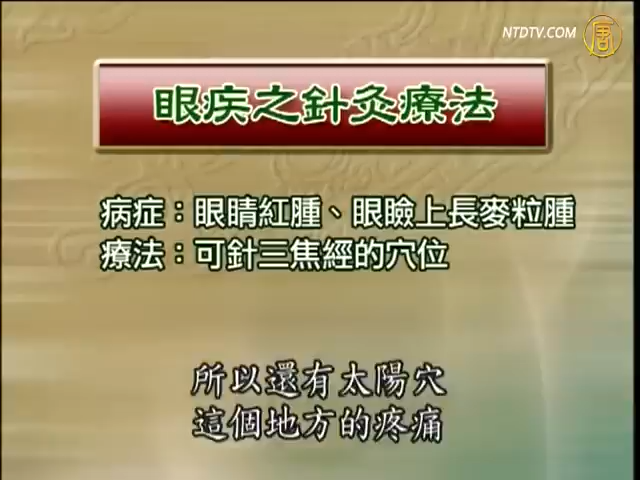 NTDTV.COM
唐
眼疾之針灸療法
病症：眼睛紅腫、眼瞼上長麥粒腫
療法：可針三焦經的穴位
所以還有太陽穴
這個地方的疼痛